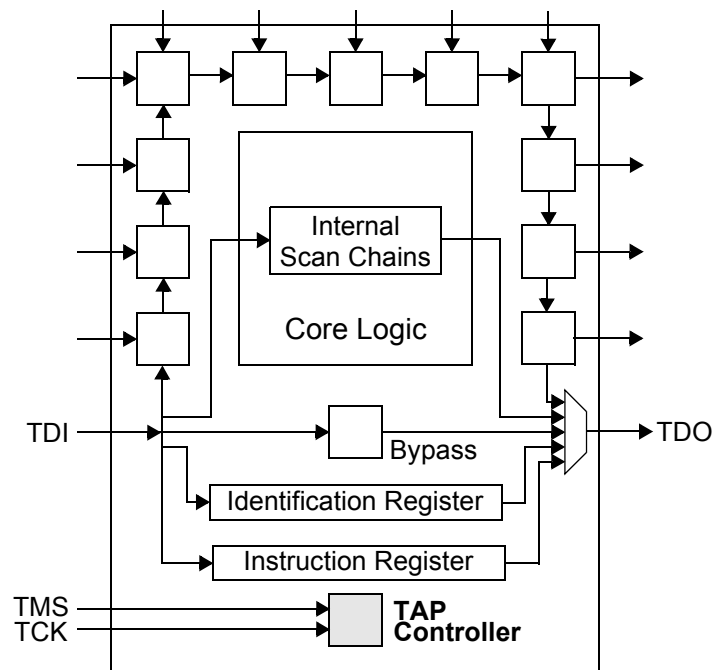 Internal
Scan Chains
Core Logic
TDI
Bypass
TDO
Identification Register
Instruction Register
TMS
TCK
TAP
Controller